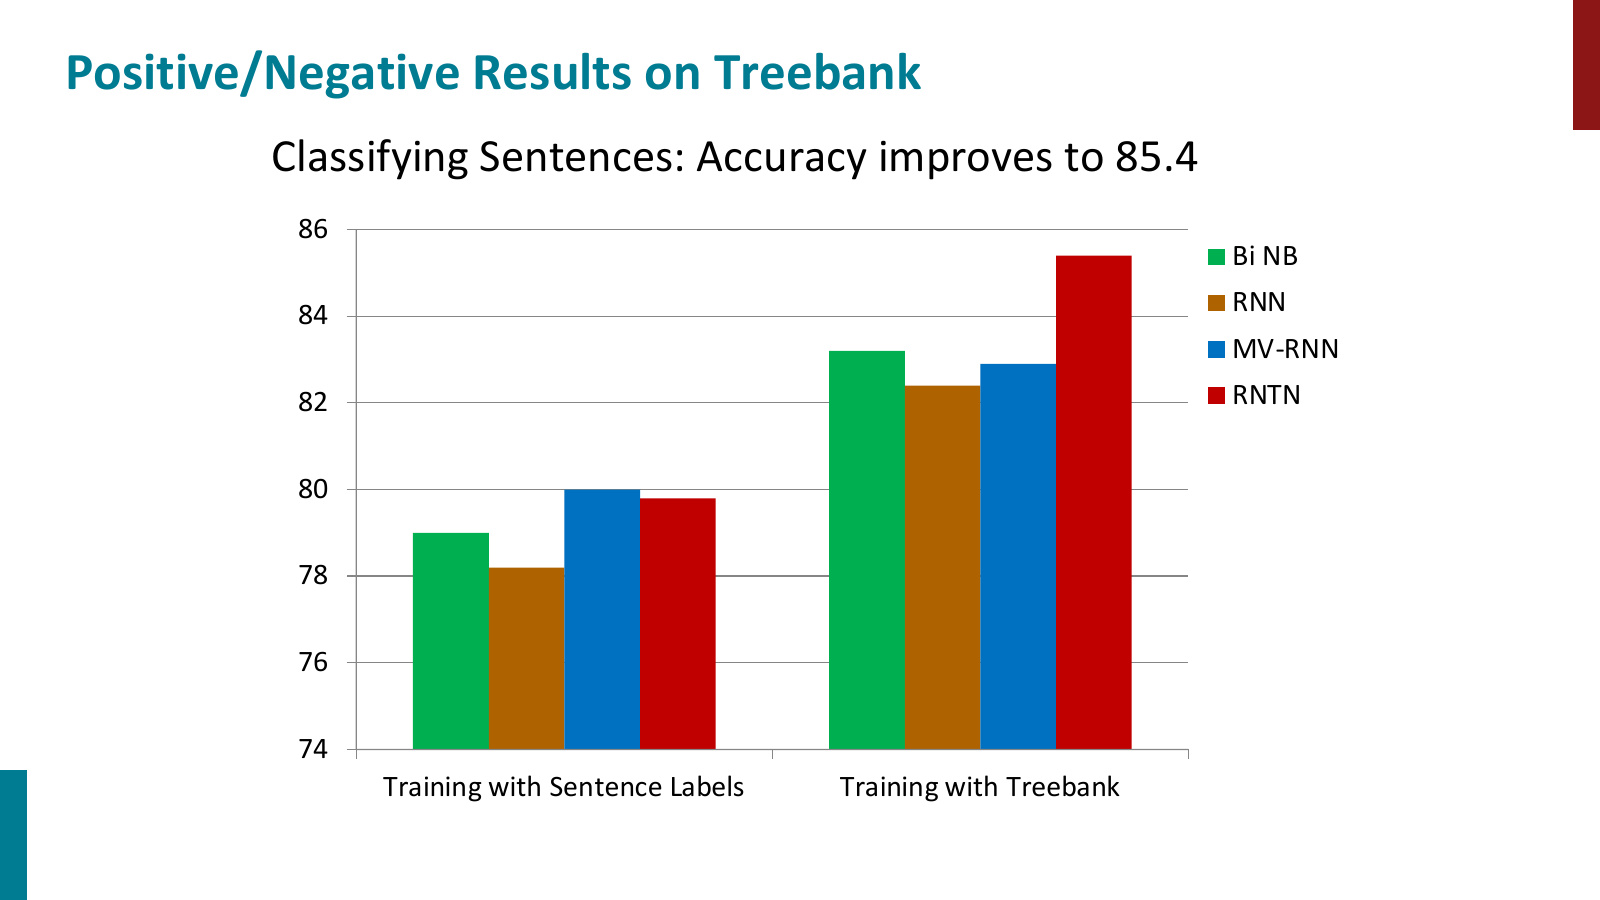 Positive/Negative Results on Treebank
Classifying Sentences: Accuracy improves to 85.4
86
84
82
80
78
76
74
Training with Sentence Labels
Training with Treebank
Bi NB
RNN
MV-RNN
RNTN